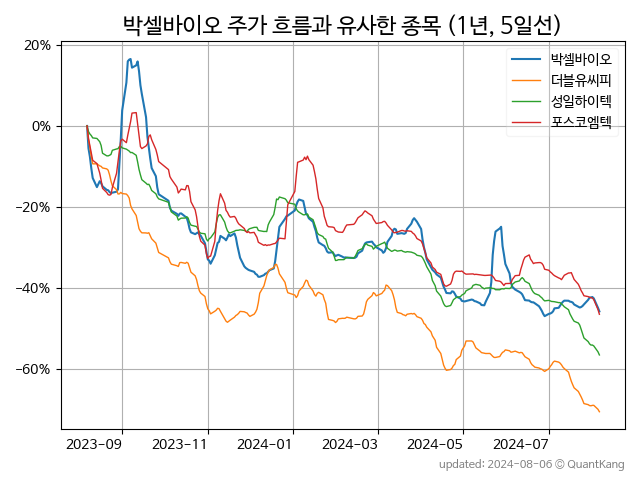 박셀바이오 주가 흐름과 유사한 종목 (1년, 5일선)
박셀바이오
더블유씨피
성일하이텍
포스코엠텍
20%
0%
−20%
−40%
−60%
2023-09 2023-11 2024-01 2024-03 2024-05 2024-07
updated: 2024-08-06 © QuantKang